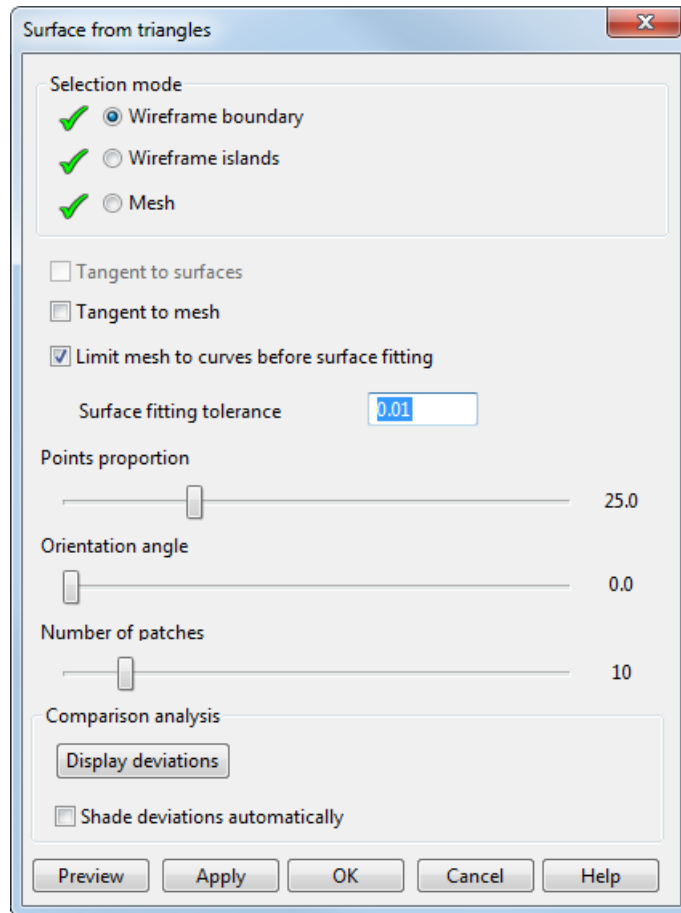 Surface from triangles
Selection mode
Wireframe boundary
Wireframe islands
Mesh
Tangent to surfaces
Tangent to mesh
Limit mesh to curves before surface fitting
Surface fitting tolerance 0.01
Points proportion
25.0
Orientation angle
0.0
Number of patches
10
Comparison analysis
Display deviations
Shade deviations automatically
Preview Apply OK Cancel Help